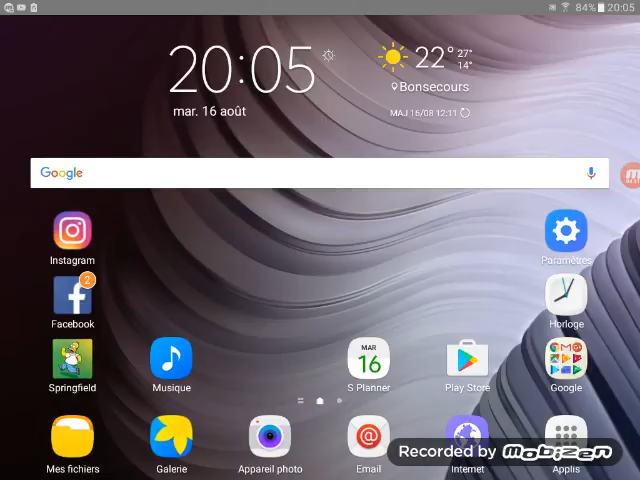 84% 20:05
20:05
22° 27°
14°
mar. 16 août
Bonsecours
MAJ 16/08 12:11
Google
Instagram
Paramètres
2
Facebook
Horloge
MAR
16
Springfield
Musique
S Planner
Play Store
Google
Recorded by Mobizen
Mes fichiers
Galerie
Appareil photo
Email
Internet
Applis